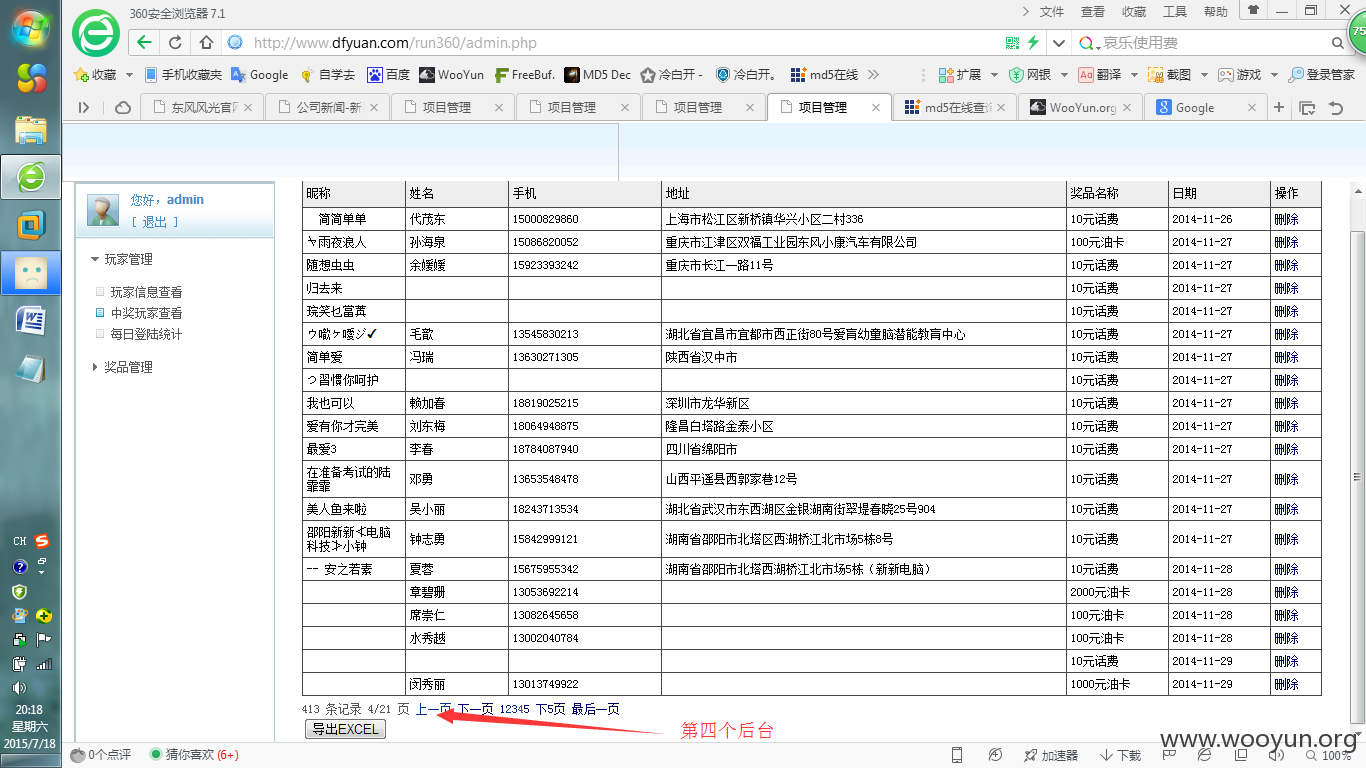 360安全浏览器 7.1
文件 查看 收藏 工具 帮助
http://www.dfyuan.com/run360/admin.php
哀乐使用费
75
收藏 手机收藏夹 Google 自学去 百度 WooYun FreeBuf. MD5 Dec 冷白开 - 冷白开。 md5在线 扩展 网银 翻译 截图 游戏 登录管家
东风风光官网 公司新闻-新 项目管理 项目管理 项目管理 项目管理 md5在线查询 WooYun.org Google
您好，admin
[ 退出 ]
玩家管理
玩家信息查看
中奖玩家查看
每日登陆统计
奖品管理
昵称 姓名 手机 地址 奖品名称 日期 操作
简简单单 代茂东 15000829860 上海市松江区新桥镇华兴小区二村336 10元话费 2014-11-26 删除
雨夜浪人 孙海泉 15086820052 重庆市江津区双福工业园东风小康汽车有限公司 100元油卡 2014-11-27 删除
随想虫虫 余媛媛 15923393242 重庆市长江一路11号 10元话费 2014-11-27 删除
归去来 10元话费 2014-11-27 删除
10元话费 2014-11-27 删除
毛歆 13545830213 湖北省宜昌市宜都市西正街80号爱育幼童脑潜能教育中心 10元话费 2014-11-27 删除
简单爱 冯瑞 13630271305 陕西省汉中市 10元话费 2014-11-27 删除
つ習慣你呵护 10元话费 2014-11-27 删除
我也可以 赖加春 18819025215 深圳市龙华新区 10元话费 2014-11-27 删除
爱有你才完美 刘东梅 18064948875 隆昌白塔路金泰小区 10元话费 2014-11-27 删除
最爱3 李春 18784087940 四川省绵阳市 10元话费 2014-11-27 删除
在准备考试的陆霏霏 邓勇 13653548478 山西平遥县西郭家巷12号 10元话费 2014-11-27 删除
美人鱼来啦 吴小丽 18243713534 湖北省武汉市东西湖区金银湖南街翠堤春晓25号904 10元话费 2014-11-27 删除
邵阳新新⊰电脑科技⊱小钟 钟志勇 15842999121 湖南省邵阳市北塔区西湖桥江北市场5栋8号 10元话费 2014-11-27 删除
-- 安之若素 夏蓉 15675955342 湖南省邵阳市北塔西湖桥江北市场5栋（新新电脑） 10元话费 2014-11-28 删除
章碧珊 13053692214 2000元油卡 2014-11-28 删除
席崇仁 13082645658 100元油卡 2014-11-28 删除
水秀越 13002040784 100元油卡 2014-11-28 删除
10元话费 2014-11-29 删除
闵秀丽 13013749922 1000元油卡 2014-11-29 删除
413 条记录 4/21 页 上一页 下一页 12345 下5页 最后一页
导出EXCEL
第四个后台
CH
20:18
星期六
2015/7/18
0个点评 猜你喜欢 (6+) 加速器 下载 100%
www.wooyun.org